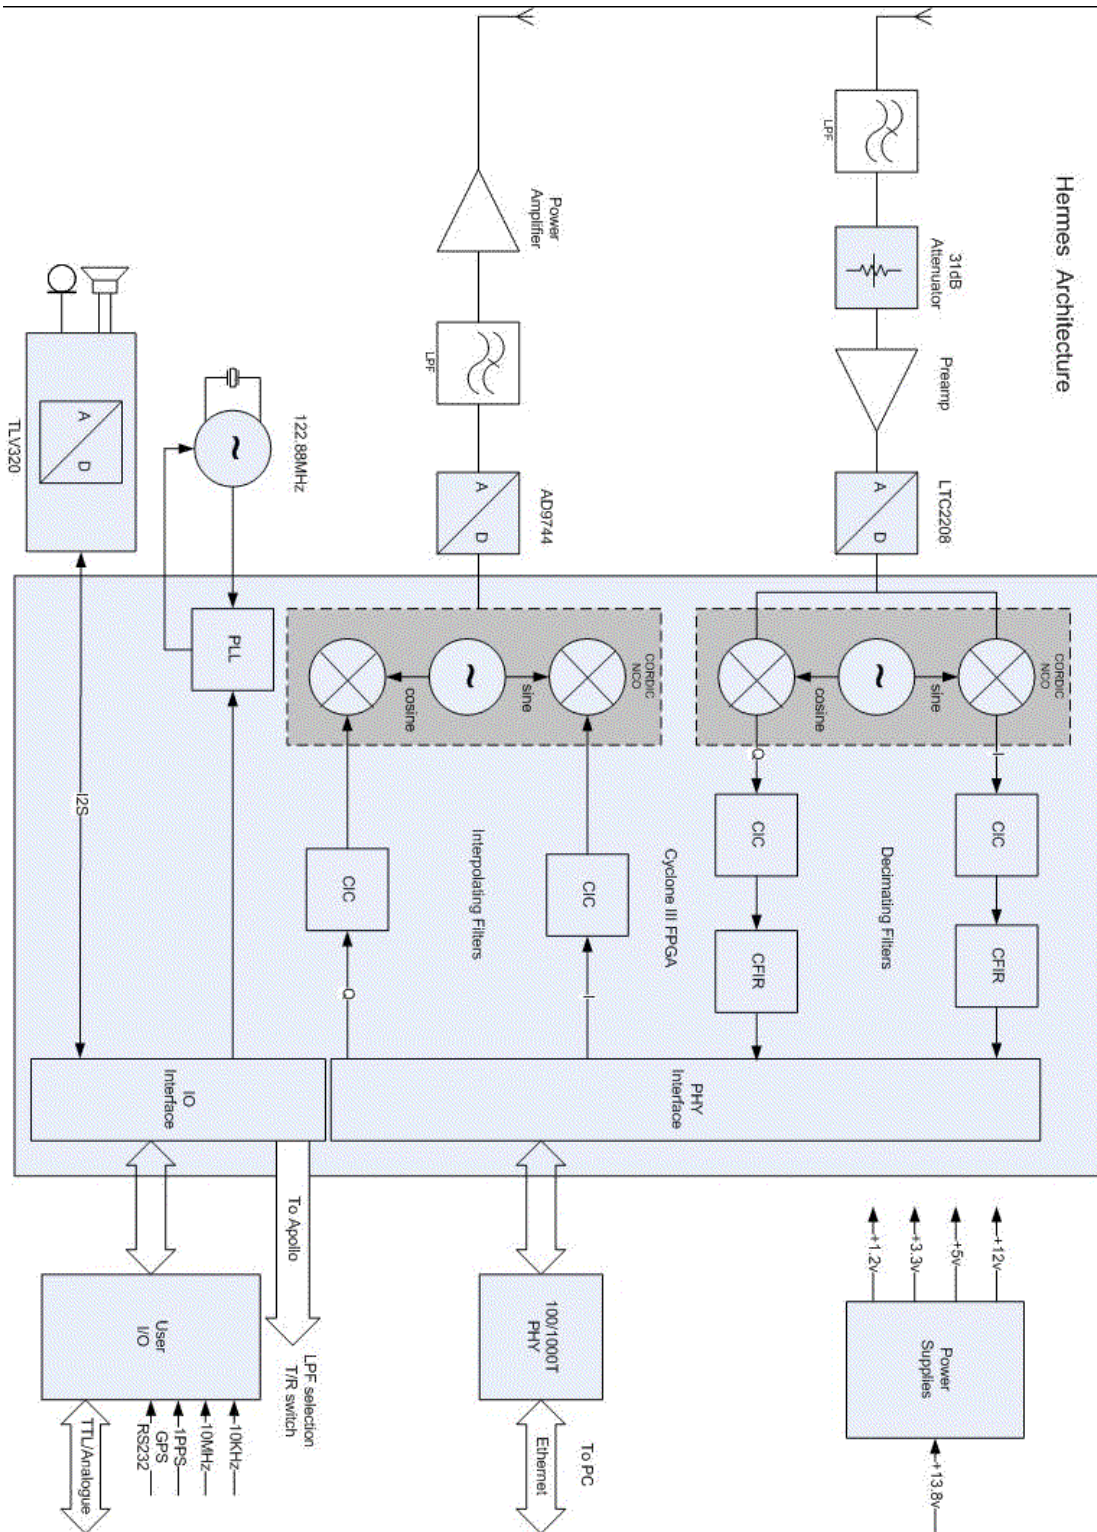 Hermes Architecture
LPF
31dB
Attenuator
Preamp
LTC2208
A
D
CORDIC
NCO
sine
cosine
I
Q
CIC
CFIR
CIC
CFIR
Decimating Filters
Cyclone III FPGA
PHY
Interface
Power
Supplies
+12v
+5v
+3.3v
+1.2v
+13.8v
Power
Amplifier
LPF
AD9744
A
D
CORDIC
NCO
sine
cosine
CIC
CIC
I
Q
Interpolating Filters
100/1000T
PHY
To PC
Ethernet
122.88MHz
PLL
TLV320
A
D
I2S
IO
Interface
To Apollo
LPF selection
T/R switch
User
I/O
10KHz
10MHz
1PPS
GPS
RS232
TTL/Analogue